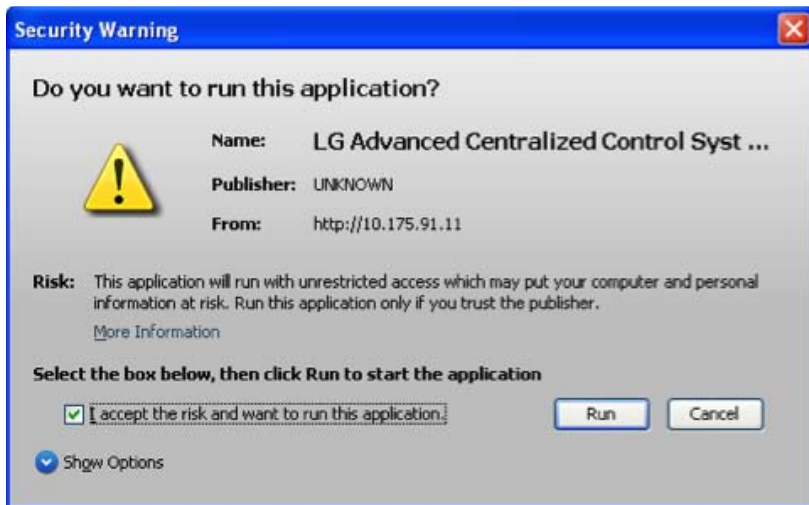 Security Warning
Do you want to run this application?
Name: LG Advanced Centralized Control Syst ...
Publisher: UNKNOWN
From: http://10.175.91.11
Risk: This application will run with unrestricted access which may put your computer and personal
information at risk. Run this application only if you trust the publisher.
More Information
Select the box below, then click Run to start the application
I accept the risk and want to run this application.
Run Cancel
Show Options